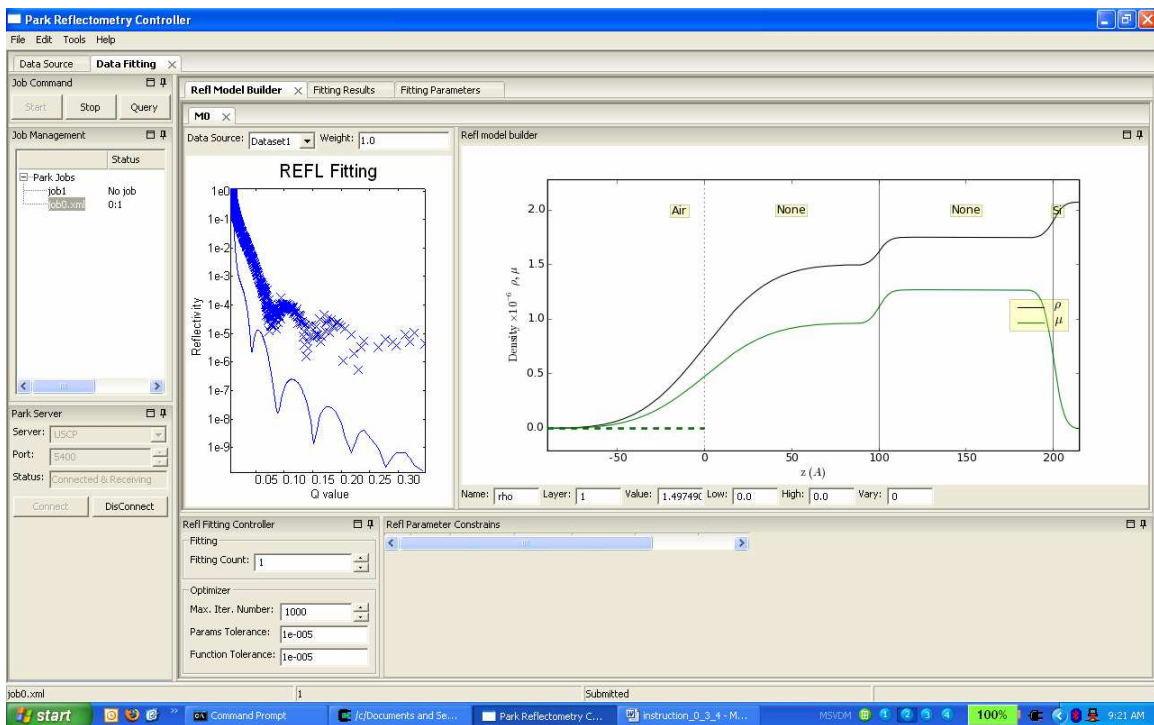 Park Reflectometry Controller
File Edit Tools Help
Data Source Data Fitting
Job Command
Start Stop Query
Job Management
Status
Park Jobs
job1 No job
job0.xml 0:1
Park Server
Server: USCP
Port: 5400
Status: Connected & Receiving
Connect DisConnect
Refl Model Builder Fitting Results Fitting Parameters
M0
Data Source: Dataset1 Weight: 1.0
REFL Fitting
Reflectivity
1e0
1e-1
1e-2
1e-3
1e-4
1e-5
1e-6
1e-7
1e-8
1e-9
0.05 0.10 0.15 0.20 0.25 0.30
Q value
Refl model builder
Air None None Si
Density ×10⁻⁶ ρ, μ
2.0
1.5
1.0
0.5
0.0
ρ
μ
-50 0 50 100 150 200
z (A)
Name: rho Layer: 1 Value: 1.497490 Low: 0.0 High: 0.0 Vary: 0
Refl Fitting Controller
Fitting
Fitting Count: 1
Optimizer
Max. Iter. Number: 1000
Params Tolerance: 1e-005
Function Tolerance: 1e-005
Refl Parameter Constrains
job0.xml 1 Submitted
start Command Prompt /c/Documents and Se... Park Reflectometry C... instruction_0_3_4 - M... MSVDM 1 2 3 4 100% 9:21 AM